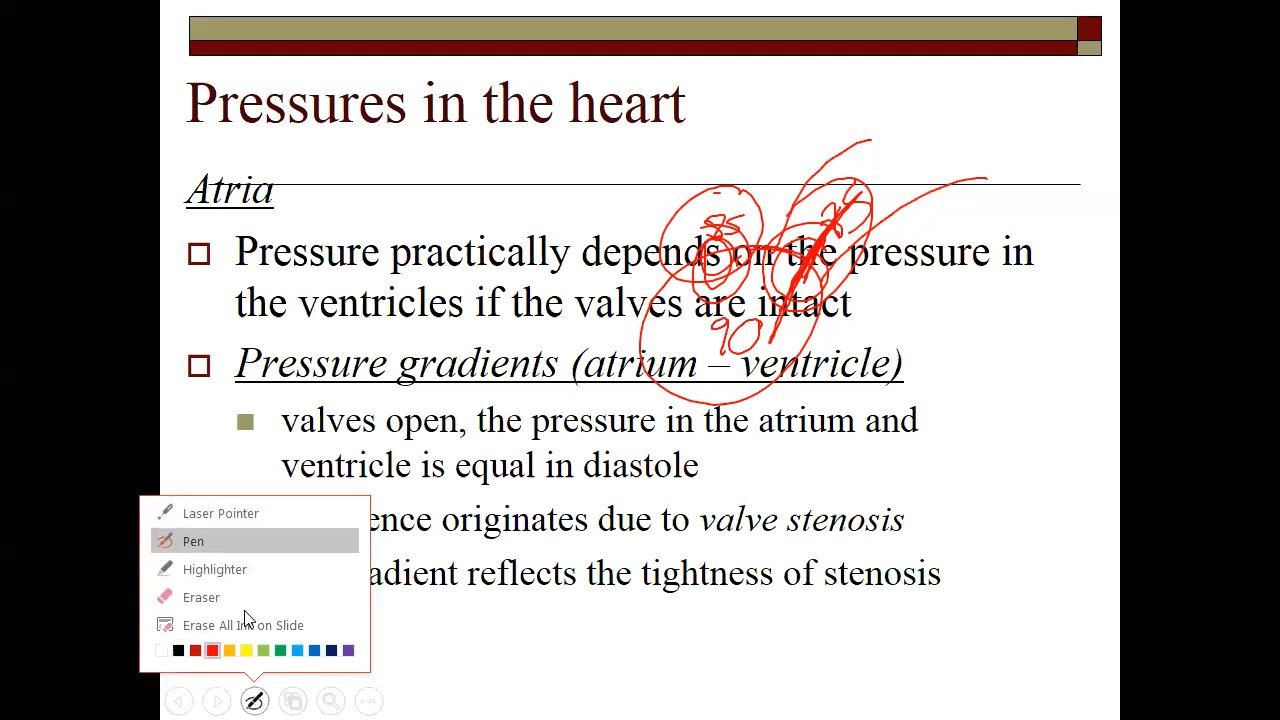 Pressures in the heart
Atria
Pressure practically depends on the pressure in
the ventricles if the valves are intact
85
90
Pressure gradients (atrium – ventricle)
valves open, the pressure in the atrium and
ventricle is equal in diastole
ence originates due to valve stenosis
adient reflects the tightness of stenosis
Laser Pointer
Pen
Highlighter
Eraser
Erase All Ink on Slide